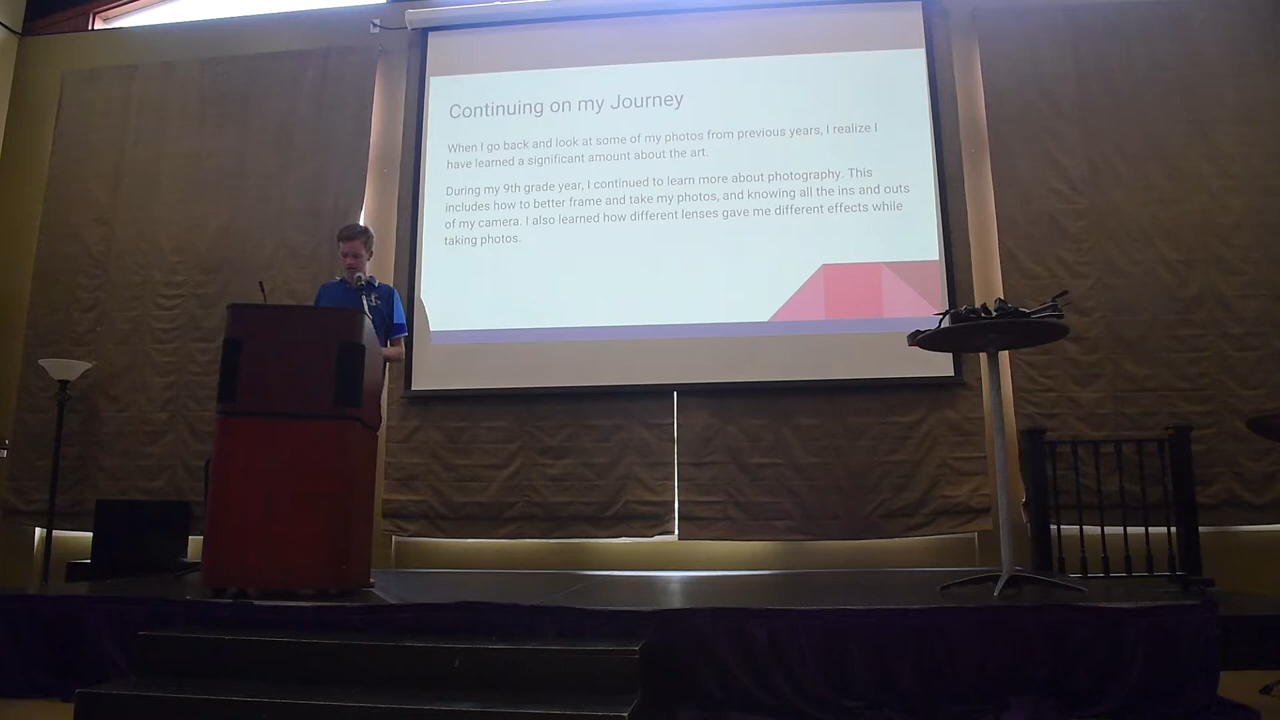 Continuing on my Journey
When I go back and look at some of my photos from previous years, I realize I
have learned a significant amount about the art.
During my 9th grade year, I continued to learn more about photography. This
includes how to better frame and take my photos, and knowing all the ins and outs
of my camera. I also learned how different lenses gave me different effects while
taking photos.